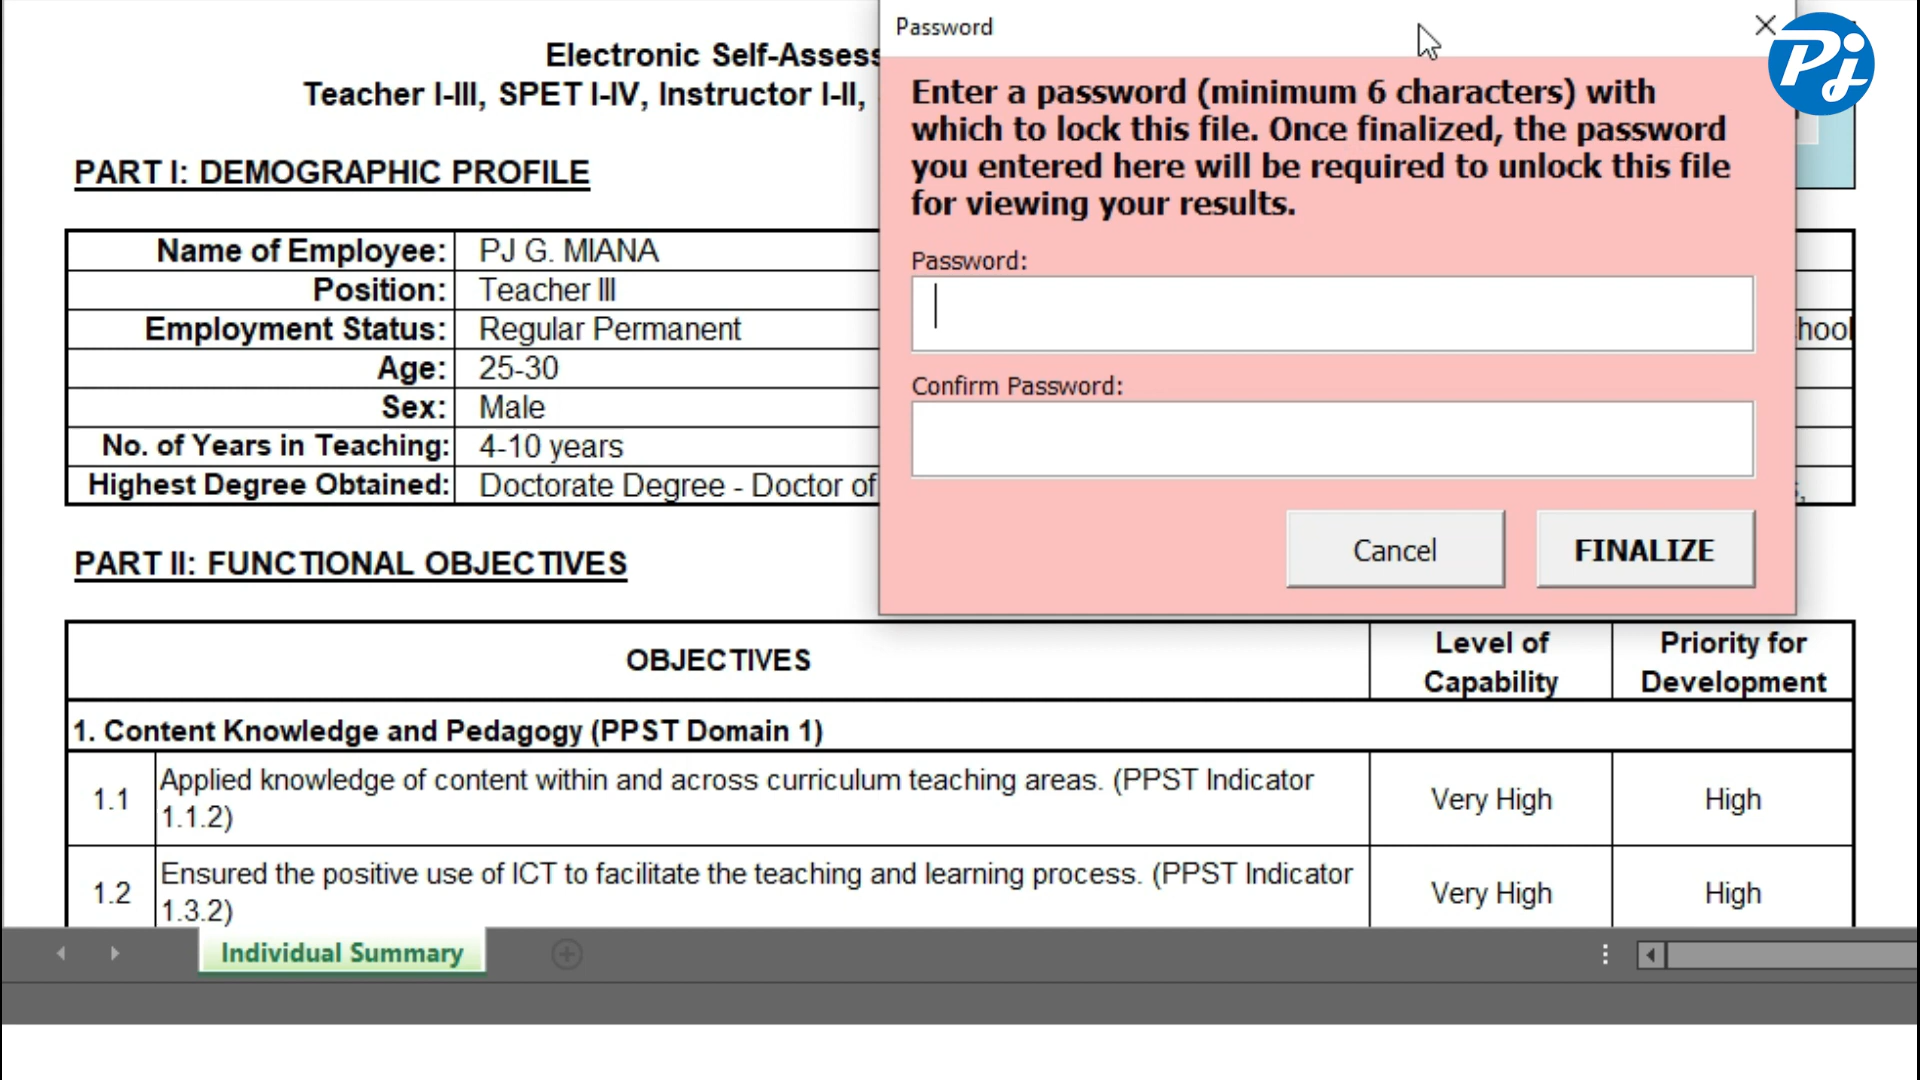 Electronic Self-Assess
Teacher I-III, SPET I-IV, Instructor I-II,
PART I: DEMOGRAPHIC PROFILE
Name of Employee: PJ G. MIANA
Position: Teacher III
Employment Status: Regular Permanent
Age: 25-30
Sex: Male
No. of Years in Teaching: 4-10 years
Highest Degree Obtained: Doctorate Degree - Doctor of
hool
Password
Pj
Enter a password (minimum 6 characters) with
which to lock this file. Once finalized, the password
you entered here will be required to unlock this file
for viewing your results.
Password:
Confirm Password:
Cancel FINALIZE
PART II: FUNCTIONAL OBJECTIVES
OBJECTIVES
Level of
Capability
Priority for
Development
1. Content Knowledge and Pedagogy (PPST Domain 1)
1.1 Applied knowledge of content within and across curriculum teaching areas. (PPST Indicator
1.1.2)
Very High High
1.2 Ensured the positive use of ICT to facilitate the teaching and learning process. (PPST Indicator
1.3.2)
Very High High
Individual Summary